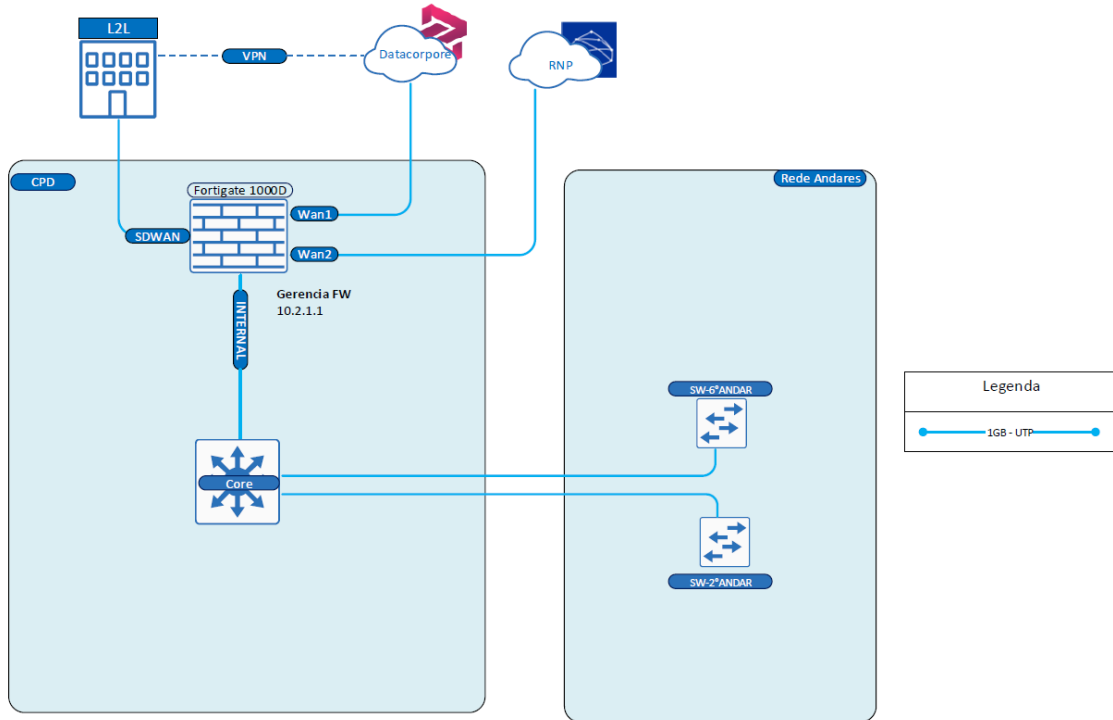 L2L
VPN
Datacorpore
RNP
CPD
Rede Andares
Fortigate 1000D
Wan1
SDWAN
Wan2
Gerencia FW
10.2.1.1
INTERNAL
SW-6°ANDAR
Legenda
1GB - UTP
Core
SW-2°ANDAR